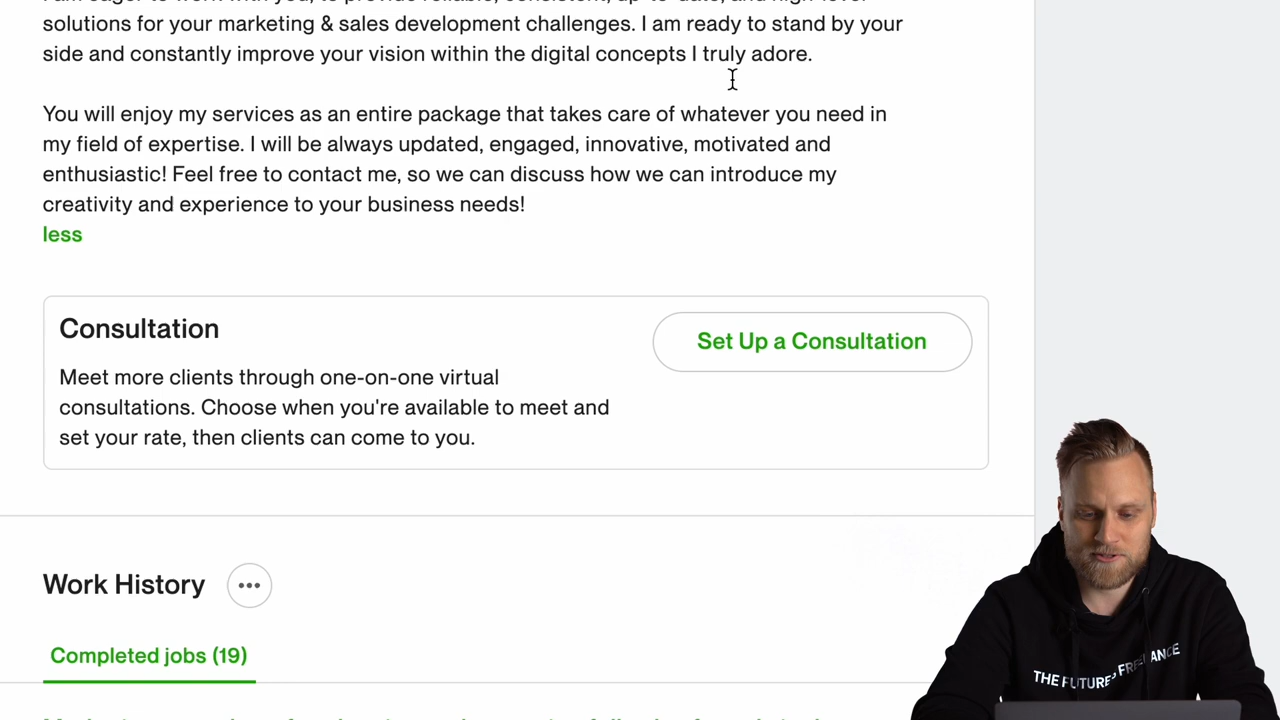 solutions for your marketing & sales development challenges. I am ready to stand by your
side and constantly improve your vision within the digital concepts I truly adore.
You will enjoy my services as an entire package that takes care of whatever you need in
my field of expertise. I will be always updated, engaged, innovative, motivated and
enthusiastic! Feel free to contact me, so we can discuss how we can introduce my
creativity and experience to your business needs!
less
Consultation
Set Up a Consultation
Meet more clients through one-on-one virtual
consultations. Choose when you're available to meet and
set your rate, then clients can come to you.
Work History
Completed jobs (19)
THE FUTURE? FREELANCE